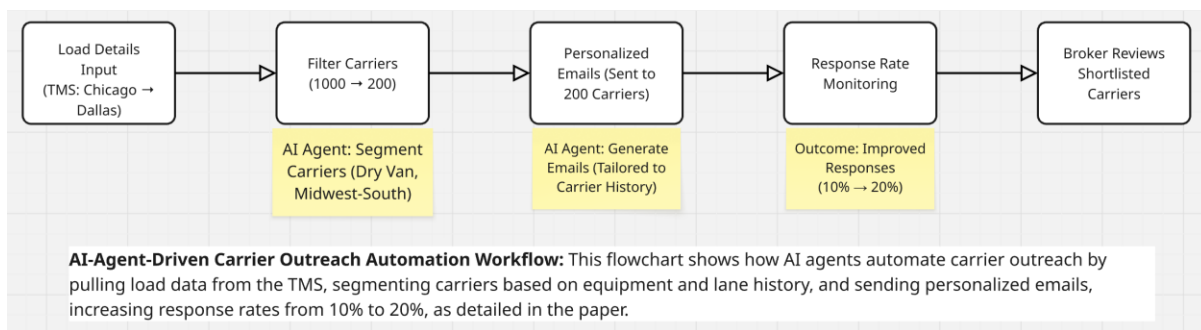 Load Details
Input
(TMS: Chicago →
Dallas)
Filter Carriers
(1000 → 200)
Personalized
Emails (Sent to
200 Carriers)
Response Rate
Monitoring
Broker Reviews
Shortlisted
Carriers
AI Agent: Segment
Carriers (Dry Van,
Midwest-South)
AI Agent: Generate
Emails (Tailored to
Carrier History)
Outcome: Improved
Responses
(10% → 20%)
AI-Agent-Driven Carrier Outreach Automation Workflow: This flowchart shows how AI agents automate carrier outreach by
pulling load data from the TMS, segmenting carriers based on equipment and lane history, and sending personalized emails,
increasing response rates from 10% to 20%, as detailed in the paper.